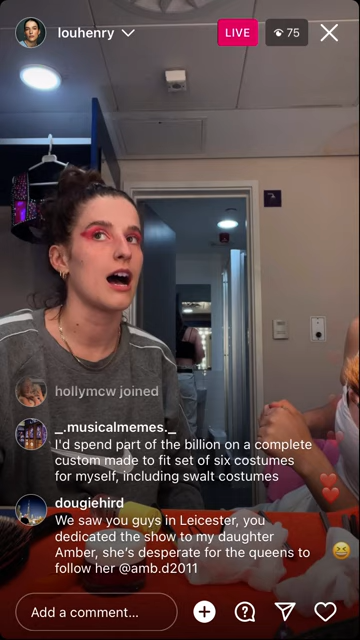 louhenry
LIVE
75
hollymcw joined
_.musicalmemes._
I'd spend part of the billion on a complete
custom made to fit set of six costumes
for myself, including swalt costumes
dougiehird
We saw you guys in Leicester, you
dedicated the show to my daughter
Amber, she's desperate for the queens to
follow her @amb.d2011
Add a comment...